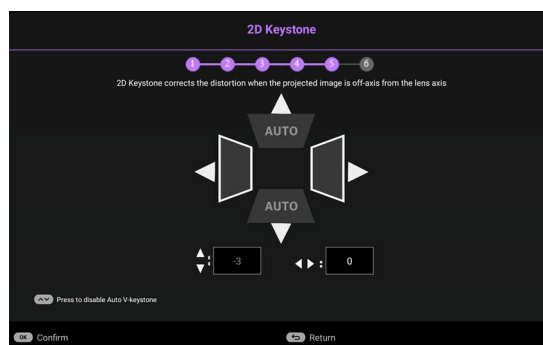 2D Keystone
1 2 3 4 5 6
2D Keystone corrects the distortion when the projected image is off-axis from the lens axis
AUTO
AUTO
: -3 : 0
Press to disable Auto V-keystone
OK Confirm Return